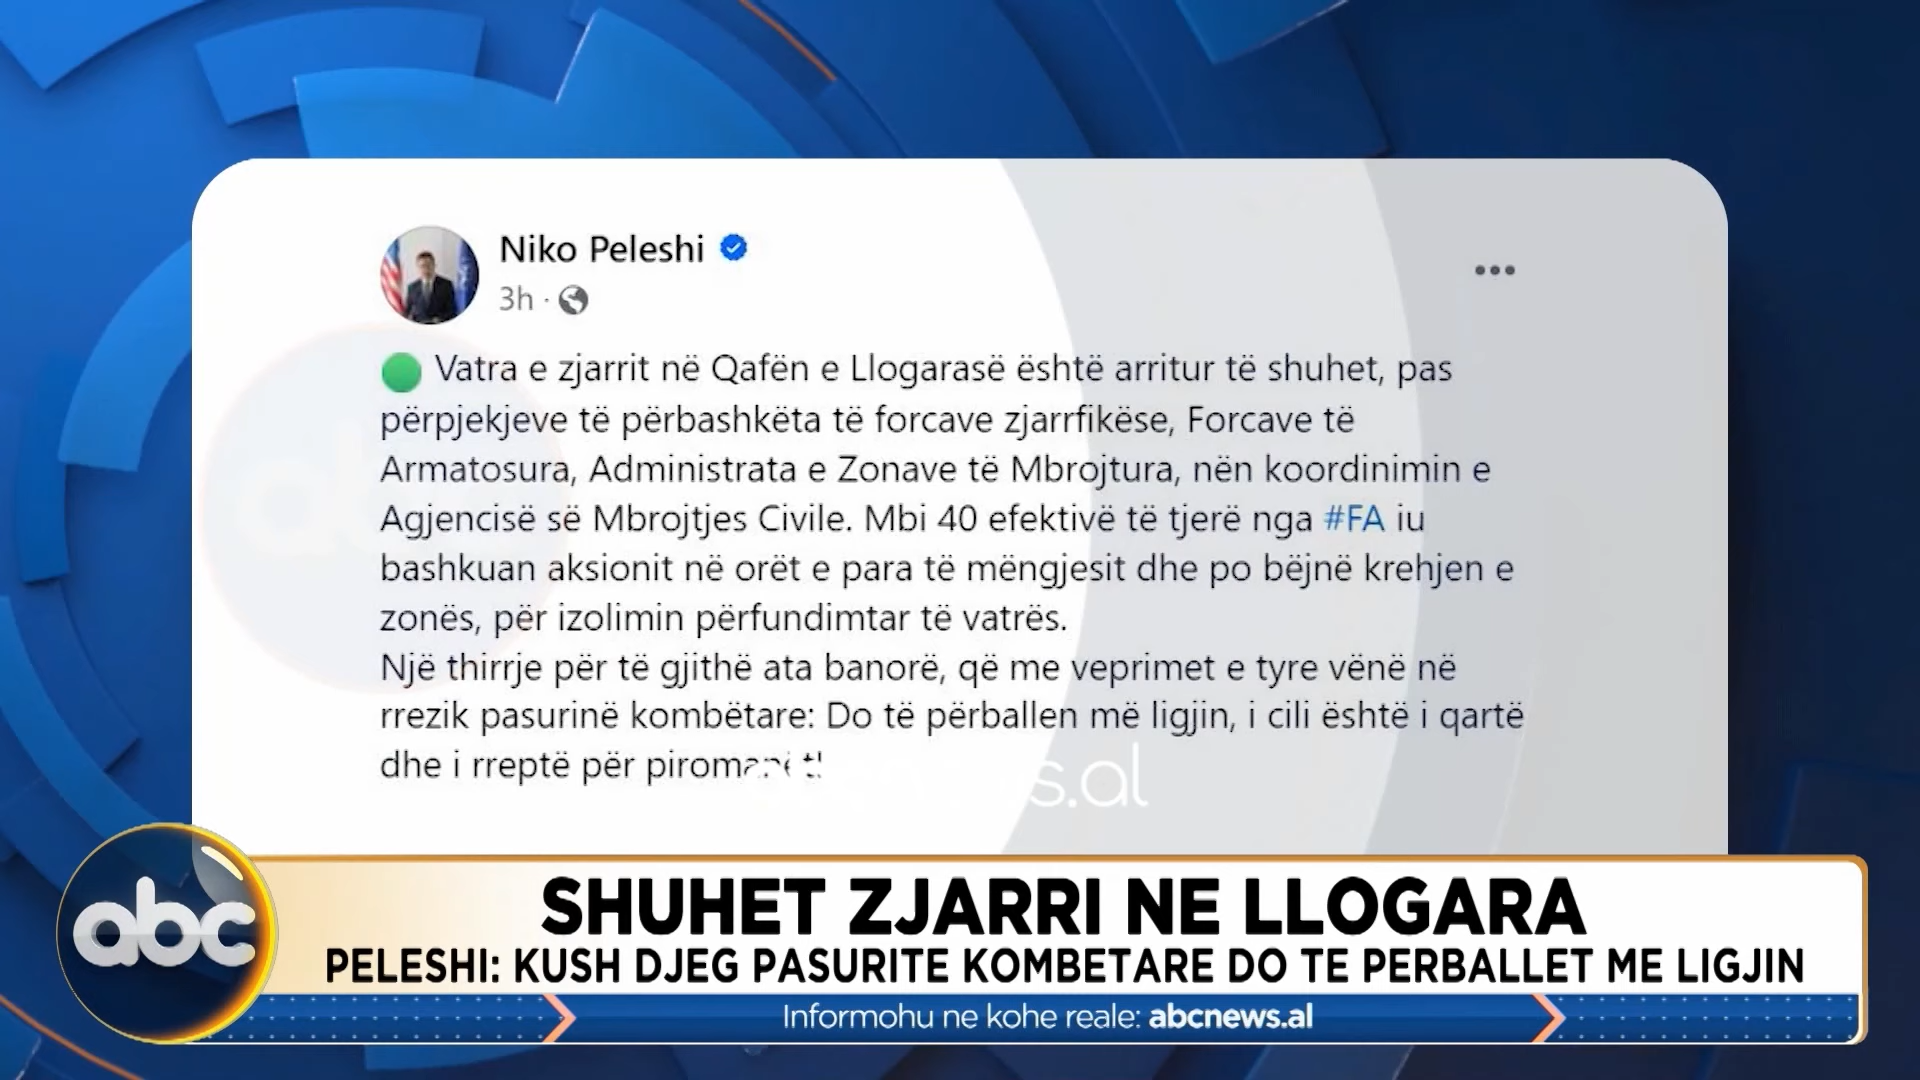 Niko Peleshi
3h ·
Vatra e zjarrit në Qafën e Llogarasë është arritur të shuhet, pas
përpjekjeve të përbashkëta të forcave zjarrfikëse, Forcave të
Armatosura, Administrata e Zonave të Mbrojtura, nën koordinimin e
Agjencisë së Mbrojtjes Civile. Mbi 40 efektivë të tjerë nga #FA iu
bashkuan aksionit në orët e para të mëngjesit dhe po bëjnë krehjen e
zonës, për izolimin përfundimtar të vatrës.
Një thirrje për të gjithë ata banorë, që me veprimet e tyre vënë në
rrezik pasurinë kombëtare: Do të përballen më ligjin, i cili është i qartë
dhe i rreptë për piromanët!
abcnews.al
abc
SHUHET ZJARRI NE LLOGARA
PELESHI: KUSH DJEG PASURITE KOMBETARE DO TE PERBALLET ME LIGJIN
Informohu ne kohe reale: abcnews.al